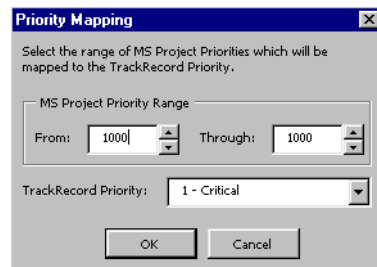 Priority Mapping
Select the range of MS Project Priorities which will be
mapped to the TrackRecord Priority.
MS Project Priority Range
From: 1000 Through: 1000
TrackRecord Priority: 1 - Critical
OK Cancel